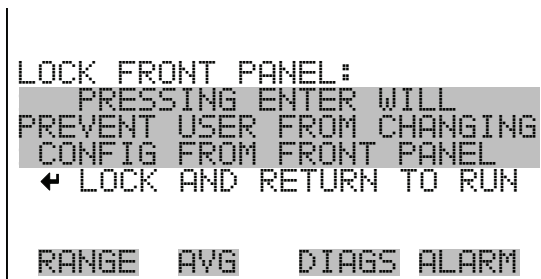 LOCK FRONT PANEL:
PRESSING ENTER WILL
PREVENT USER FROM CHANGING
CONFIG FROM FRONT PANEL
↵ LOCK AND RETURN TO RUN
RANGE AVG DIAGS ALARM